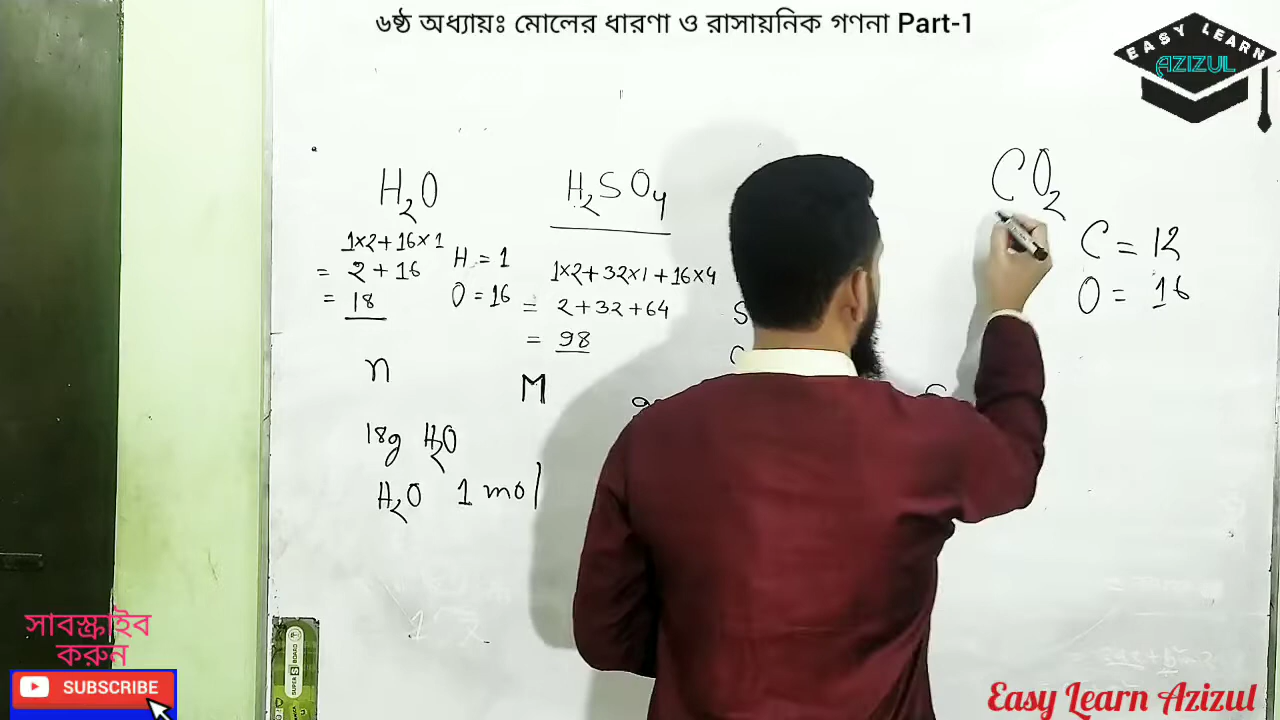 ৬ষ্ঠ অধ্যায়ঃ মোলের ধারণা ও রাসায়নিক গণনা Part-1
EASY LEARN
AZIZUL
H₂O
1×2+16×1
= 2+16
= 18
H = 1
O = 16
H₂SO₄
1×2+32×1+16×4
= 2+32+64
= 98
S
CO₂
C = 12
O = 16
n
M
18g H₂O
H₂O 1 mol
সাবস্ক্রাইব
করুন
SUBSCRIBE
Easy Learn Azizul